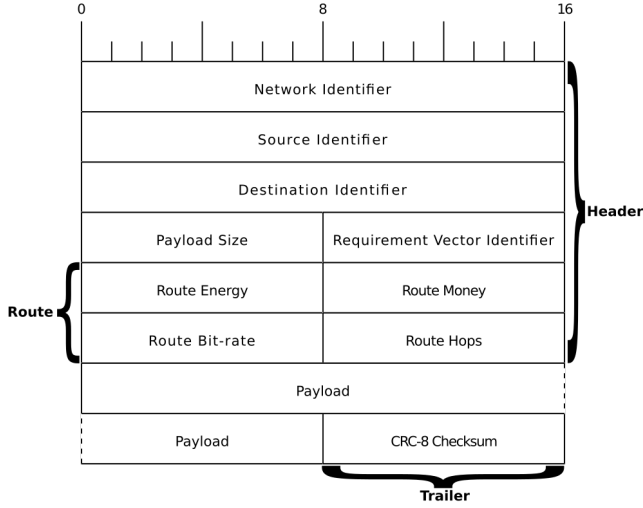 0 8 16
Network Identifier
Source Identifier
Destination Identifier
Header
Payload Size Requirement Vector Identifier
Route Energy Route Money
Route
Route Bit-rate Route Hops
Payload
Payload CRC-8 Checksum
Trailer